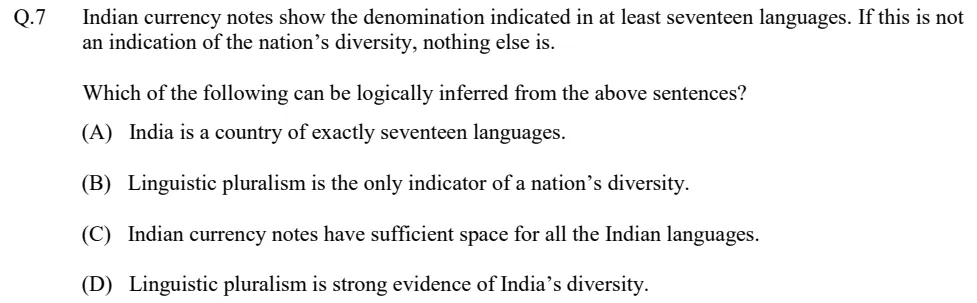 Q.7 Indian currency notes show the denomination indicated in at least seventeen languages. If this is not
an indication of the nation’s diversity, nothing else is.
Which of the following can be logically inferred from the above sentences?
(A) India is a country of exactly seventeen languages.
(B) Linguistic pluralism is the only indicator of a nation’s diversity.
(C) Indian currency notes have sufficient space for all the Indian languages.
(D) Linguistic pluralism is strong evidence of India’s diversity.